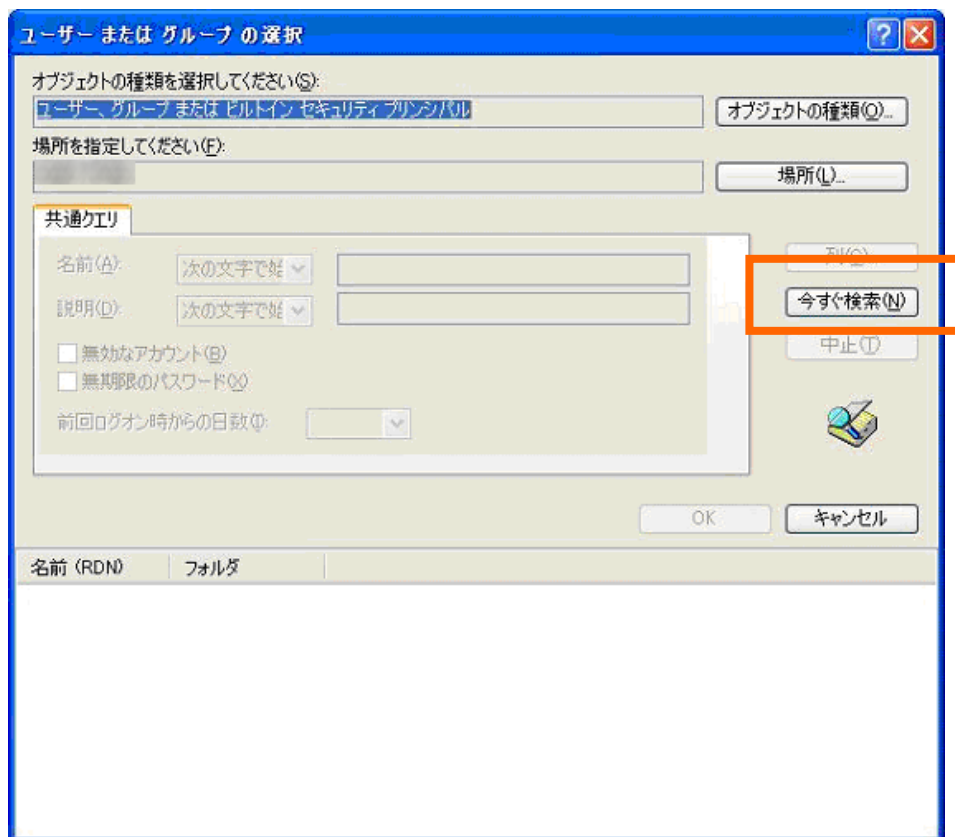 ユーザー または グループ の選択
オブジェクトの種類を選択してください(S):
ユーザー、グループ または ビルトイン セキュリティ プリンシパル
オブジェクトの種類(O)...
場所を指定してください(F):
場所(L)...
共通クエリ
名前(A): 次の文字で始
列(C)...
説明(D): 次の文字で始
今すぐ検索(N)
無効なアカウント(B)
中止(T)
無期限のパスワード(X)
前回ログオン時からの日数(I):
OK キャンセル
名前 (RDN) フォルダ